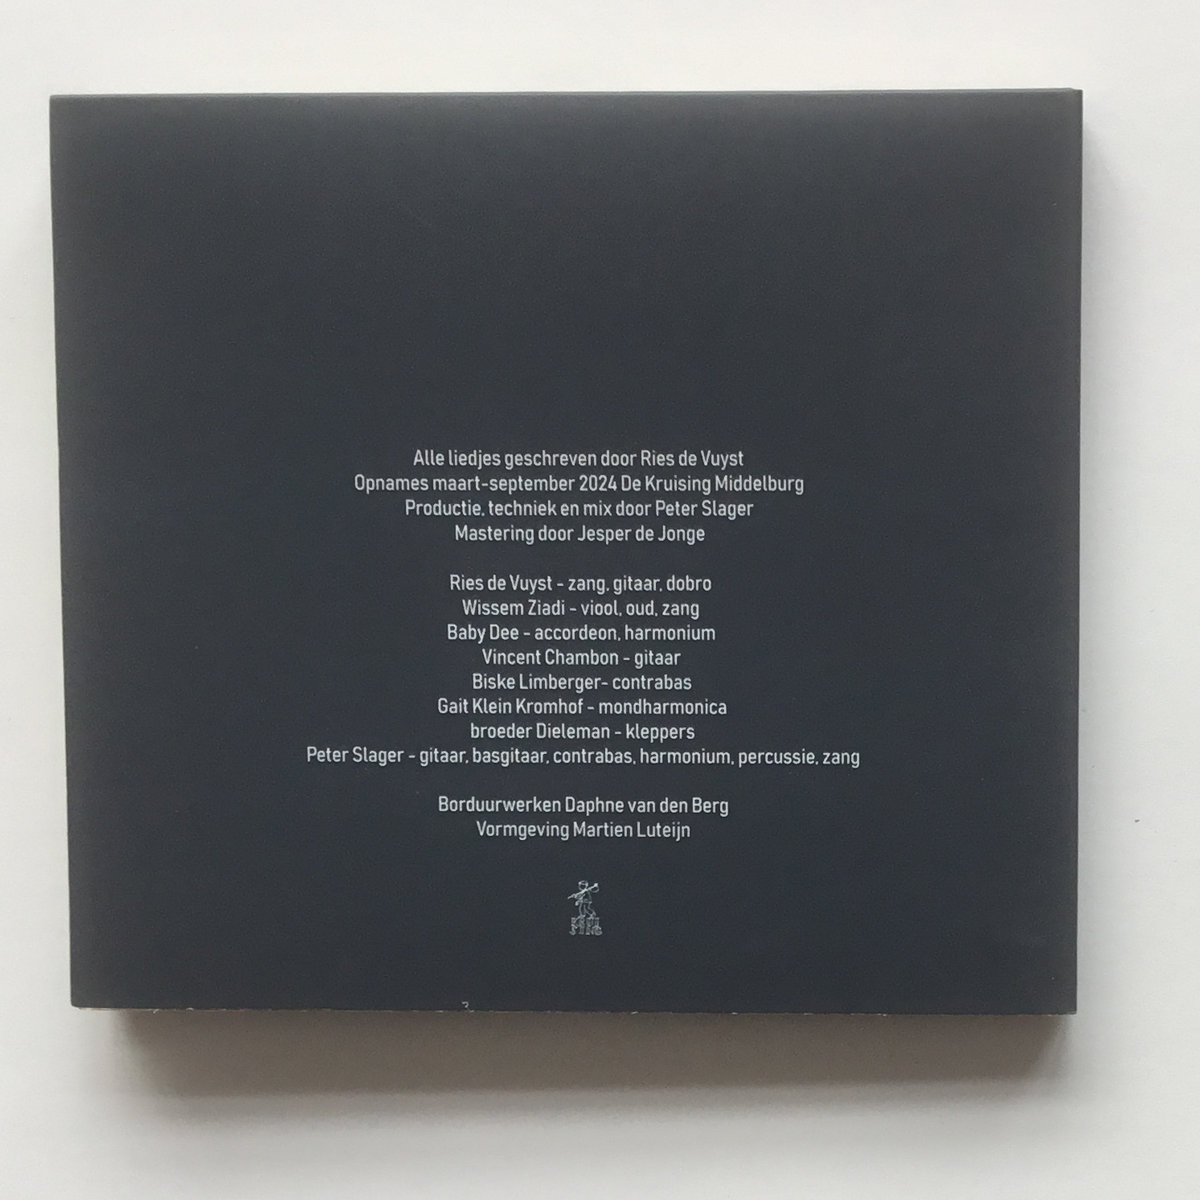 Alle liedjes geschreven door Ries de Vuyst
Opnames maart-september 2024 De Kruising Middelburg
Productie, techniek en mix door Peter Slager
Mastering door Jesper de Jonge
Ries de Vuyst - zang, gitaar, dobro
Wissem Ziadi - viool, oud, zang
Baby Dee - accordeon, harmonium
Vincent Chambon - gitaar
Biske Limberger- contrabas
Gait Klein Kromhof - mondharmonica
broeder Dieleman - kleppers
Peter Slager - gitaar, basgitaar, contrabas, harmonium, percussie, zang
Borduurwerken Daphne van den Berg
Vormgeving Martien Luteijn